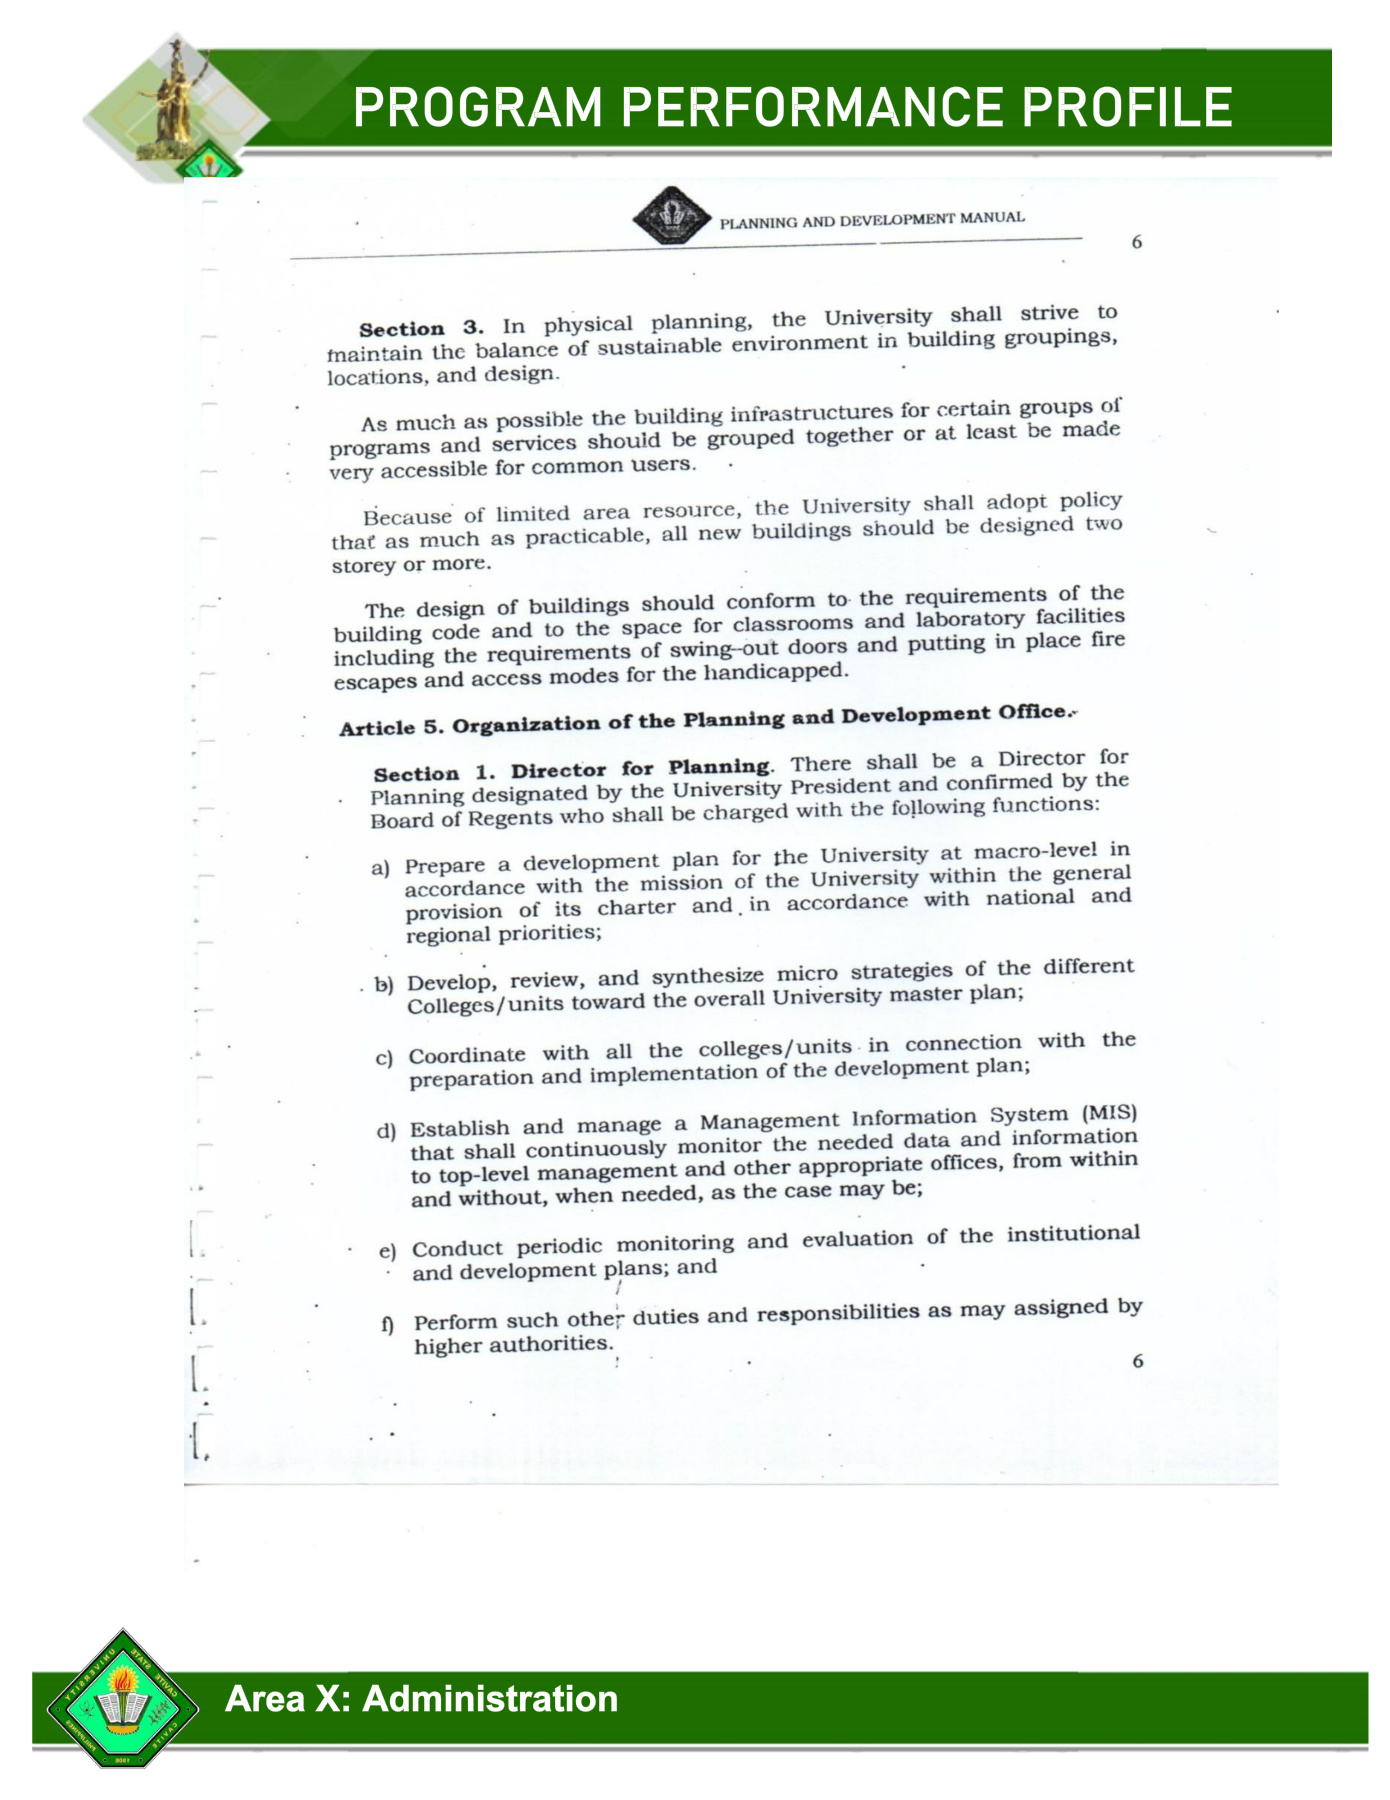 PROGRAM PERFORMANCE PROFILE
PLANNING AND DEVELOPMENT MANUAL
6
Section 3. In physical planning, the University shall strive to
maintain the balance of sustainable environment in building groupings,
locations, and design.
As much as possible the building infrastructures for certain groups of
programs and services should be grouped together or at least be made
very accessible for common users.
Because of limited area resource, the University shall adopt policy
that as much as practicable, all new buildings should be designed two
storey or more.
The design of buildings should conform to the requirements of the
building code and to the space for classrooms and laboratory facilities
including the requirements of swing-out doors and putting in place fire
escapes and access modes for the handicapped.
Article 5. Organization of the Planning and Development Office.
Section 1. Director for Planning. There shall be a Director for
Planning designated by the University President and confirmed by the
Board of Regents who shall be charged with the following functions:
a) Prepare a development plan for the University at macro-level in
accordance with the mission of the University within the general
provision of its charter and in accordance with national and
regional priorities;
b) Develop, review, and synthesize micro strategies of the different
Colleges/units toward the overall University master plan;
c) Coordinate with all the colleges/units in connection with the
preparation and implementation of the development plan;
d) Establish and manage a Management Information System (MIS)
that shall continuously monitor the needed data and information
to top-level management and other appropriate offices, from within
and without, when needed, as the case may be;
e) Conduct periodic monitoring and evaluation of the institutional
and development plans; and
f) Perform such other duties and responsibilities as may assigned by
higher authorities.
6
CAVITE STATE UNIVERSITY
CAVITE
PHILIPPINES
1906
Area X: Administration